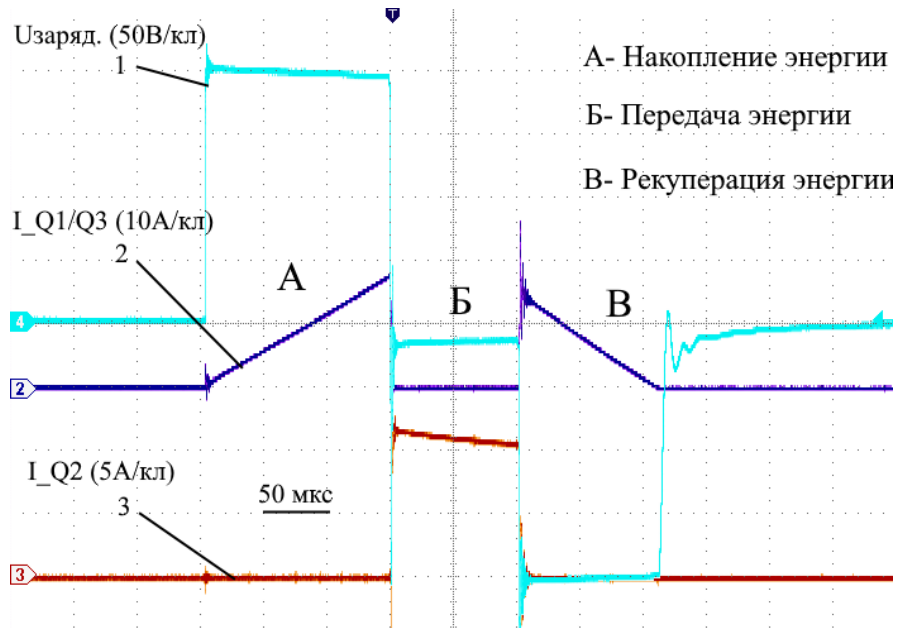 T
Uзаряд. (50В/кл)
1
А- Накопление энергии
Б- Передача энергии
В- Рекуперация энергии
I_Q1/Q3 (10А/кл)
2
А
Б
В
4
2
I_Q2 (5А/кл)
3
50 мкс
3